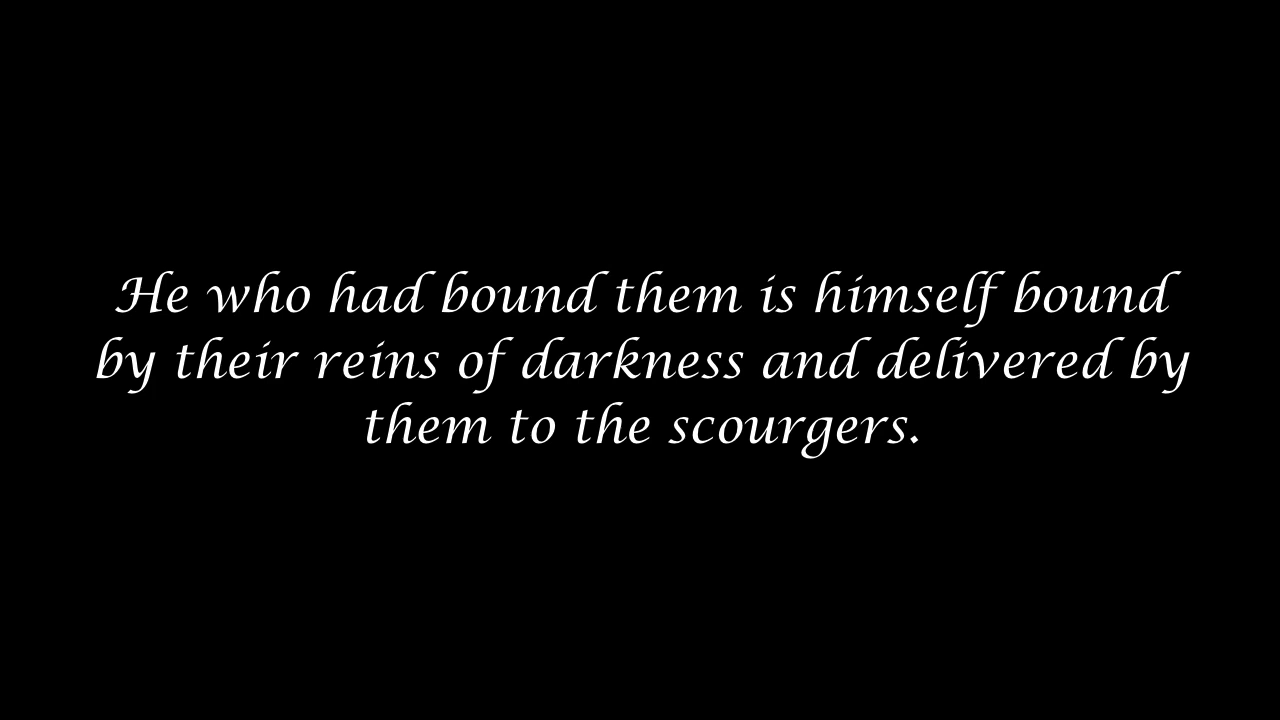 He who had bound them is himself bound
by their reins of darkness and delivered by
them to the scourgers.